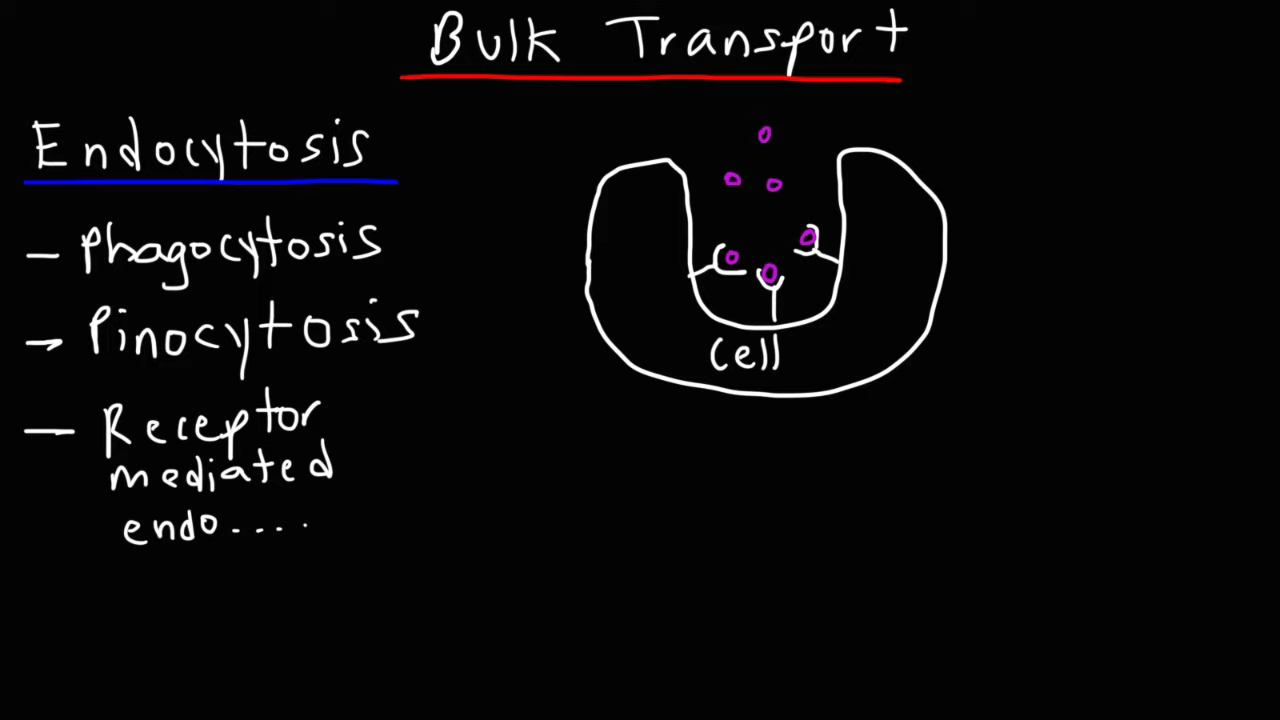 Bulk Transport
Endocytosis
- Phagocytosis
- Pinocytosis
- Receptor
mediated
endo....
Cell